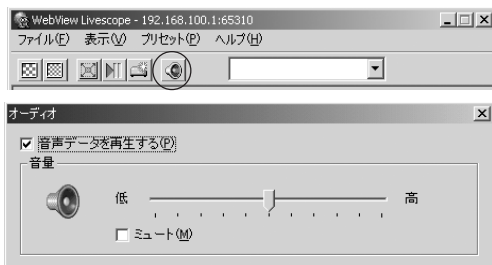 WebView Livescope - 192.168.100.1:65310
ファイル(F) 表示(V) プリセット(P) ヘルプ(H)
オーディオ
音声データを再生する(P)
音量
低 高
ミュート(M)